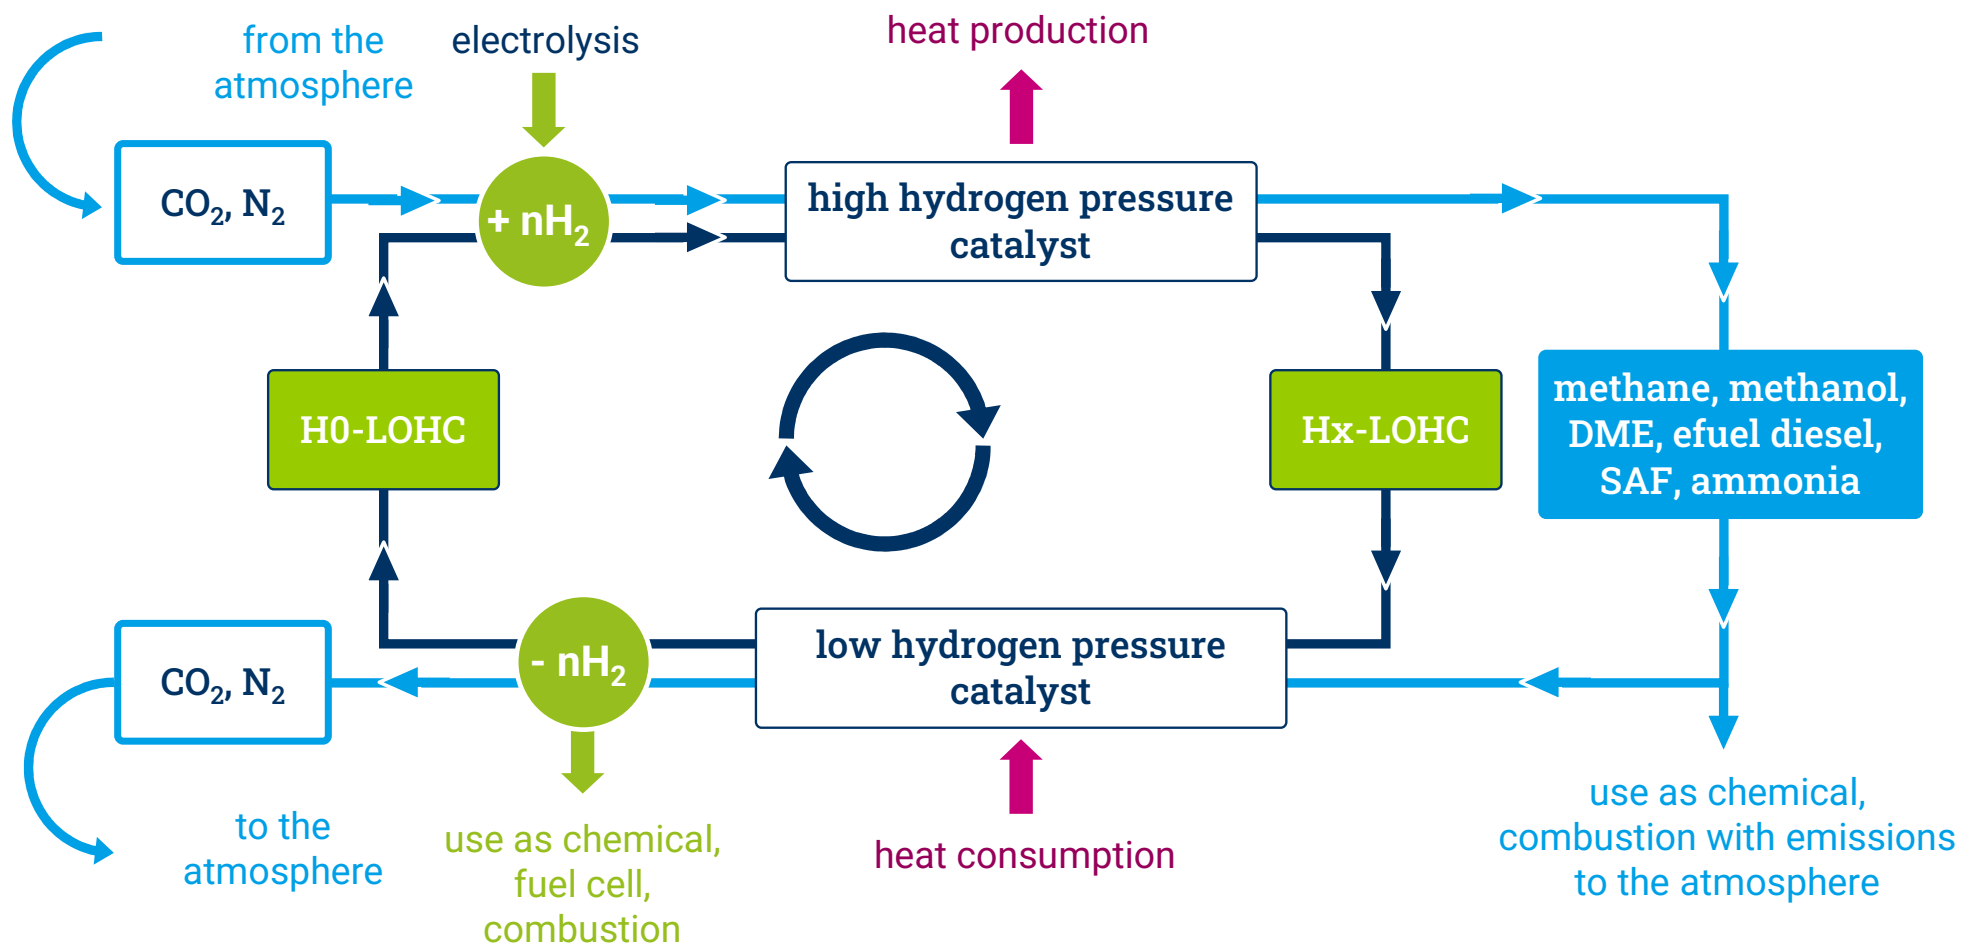 from the
atmosphere
electrolysis
heat production
CO₂, N₂
+ nH₂
high hydrogen pressure
catalyst
H0-LOHC
Hx-LOHC
methane, methanol,
DME, efuel diesel,
SAF, ammonia
CO₂, N₂
- nH₂
low hydrogen pressure
catalyst
to the
atmosphere
use as chemical,
fuel cell,
combustion
heat consumption
use as chemical,
combustion with emissions
to the atmosphere